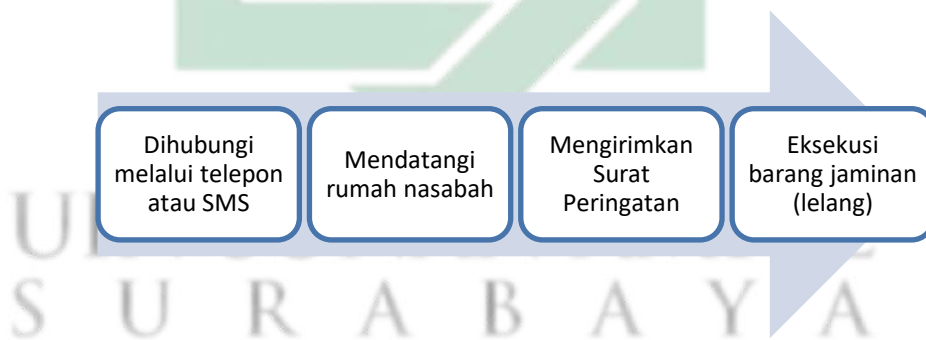 Dihubungi
melalui telepon
atau SMS
Mendatangi
rumah nasabah
Mengirimkan
Surat
Peringatan
Eksekusi
barang jaminan
(lelang)
S U R A B A Y A